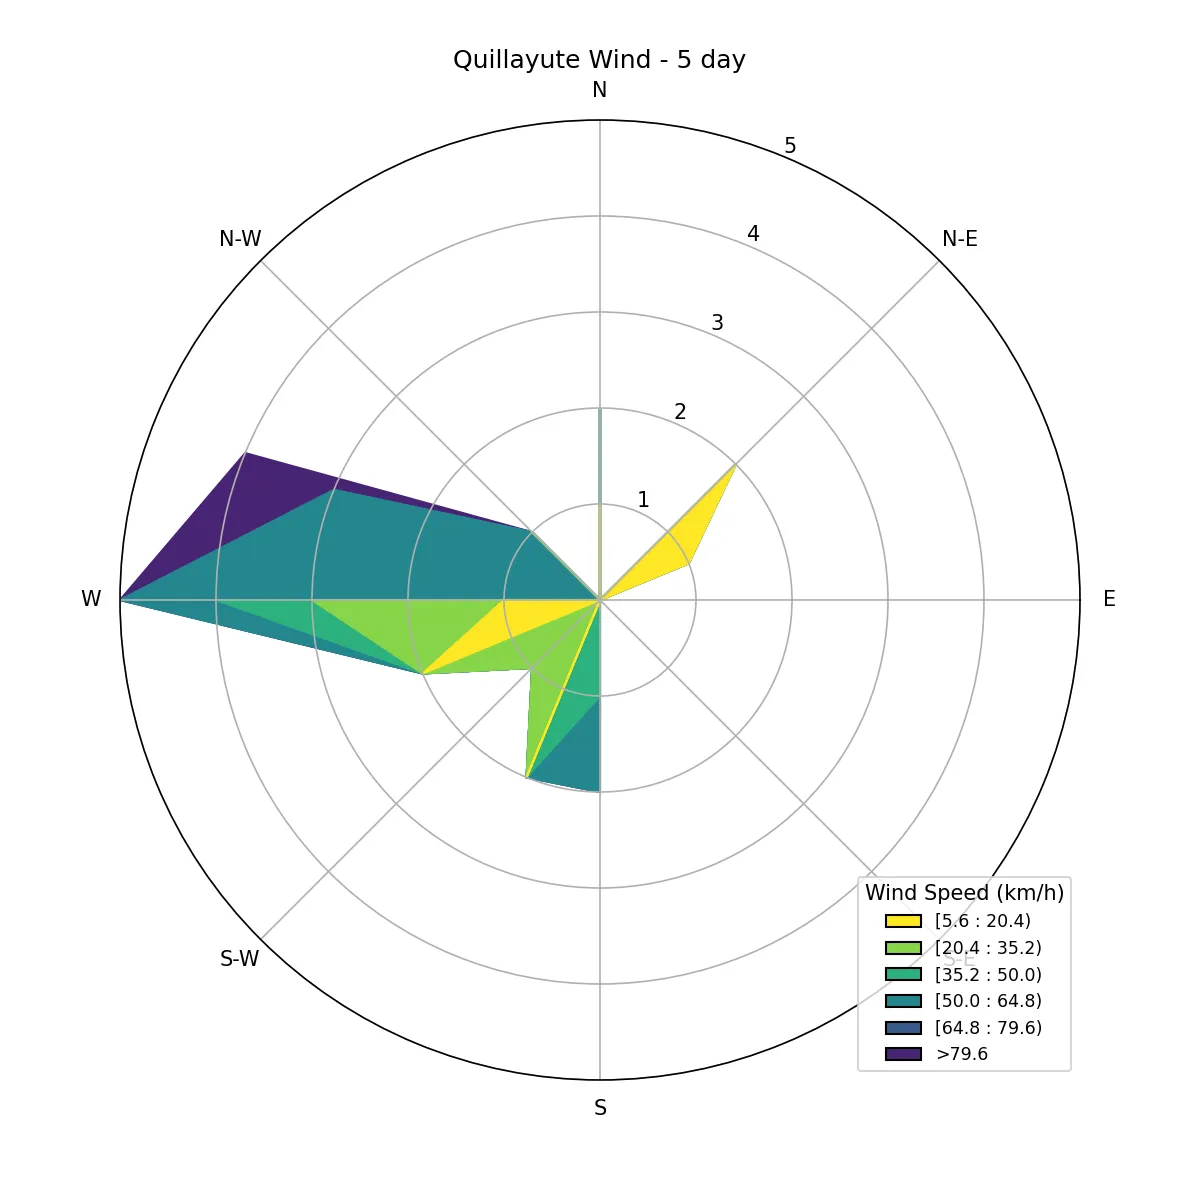 Quillayute Wind - 5 day
N
5
N-W
4
N-E
3
2
1
W
E
S-W
S-E
S
Wind Speed (km/h)
[5.6 : 20.4)
[20.4 : 35.2)
[35.2 : 50.0)
[50.0 : 64.8)
[64.8 : 79.6)
>79.6